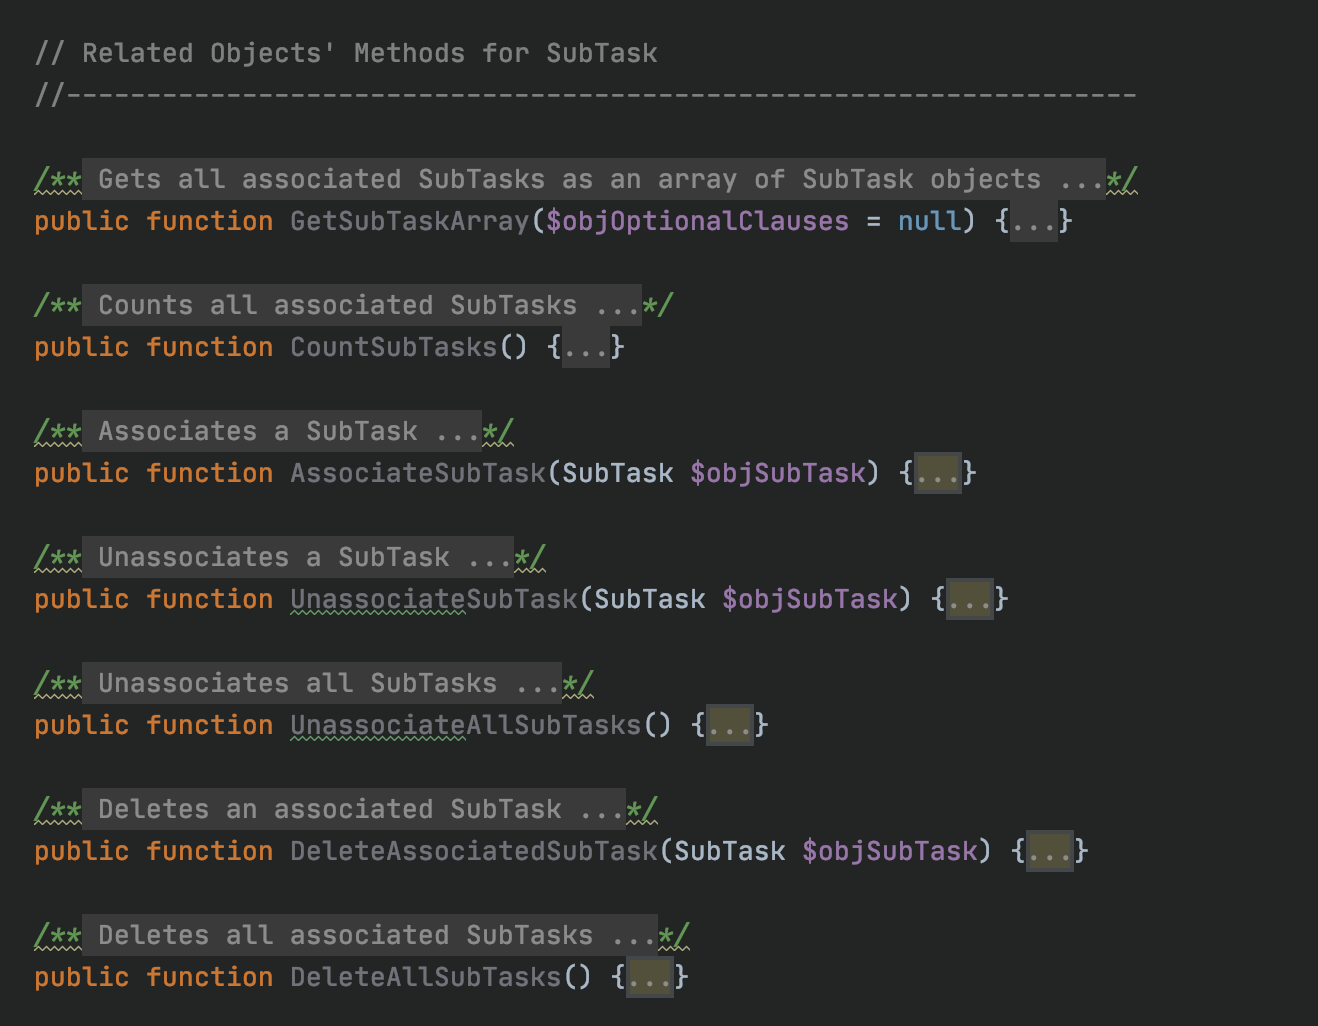 // Related Objects' Methods for SubTask
//-------------------------------------------------------------------
/** Gets all associated SubTasks as an array of SubTask objects ...*/
public function GetSubTaskArray($objOptionalClauses = null) {...}
/** Counts all associated SubTasks ...*/
public function CountSubTasks() {...}
/** Associates a SubTask ...*/
public function AssociateSubTask(SubTask $objSubTask) {...}
/** Unassociates a SubTask ...*/
public function UnassociateSubTask(SubTask $objSubTask) {...}
/** Unassociates all SubTasks ...*/
public function UnassociateAllSubTasks() {...}
/** Deletes an associated SubTask ...*/
public function DeleteAssociatedSubTask(SubTask $objSubTask) {...}
/** Deletes all associated SubTasks ...*/
public function DeleteAllSubTasks() {...}